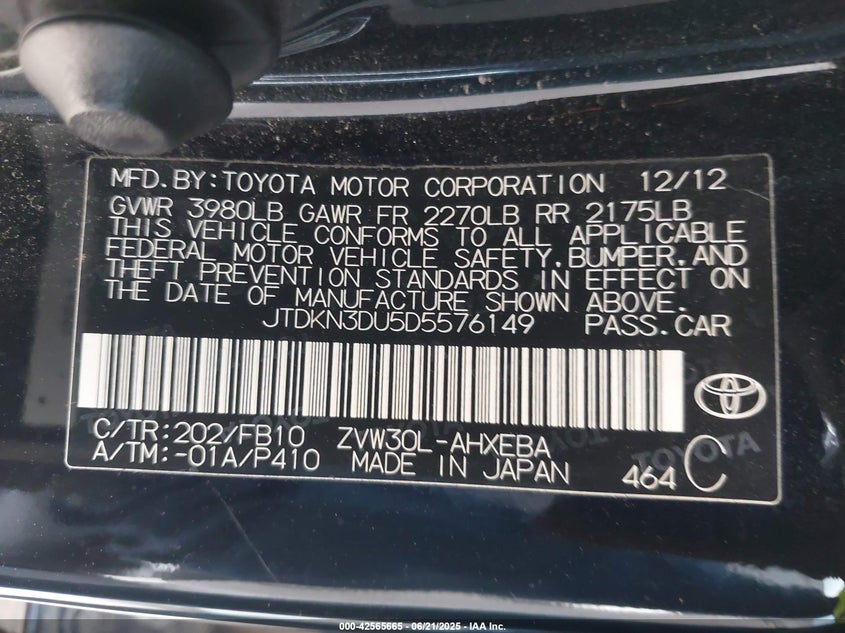 MFD.BY:TOYOTA MOTOR CORPORATION 12/12
GVWR 3980LB GAWR FR 2270LB RR 2175LB
THIS VEHICLE CONFORMS TO ALL APPLICABLE
FEDERAL MOTOR VEHICLE SAFETY,BUMPER,AND
THEFT PREVENTION STANDARDS IN EFFECT ON
THE DATE OF MANUFACTURE SHOWN ABOVE.
JTDKN3DU5D5576149 PASS.CAR
C/TR:202/FB10 ZVW30L-AHXEBA
A/TM:-01A/P410 MADE IN JAPAN 464 C
TOYOTA
000-42565665 - 06/21/2025 - IAA Inc.